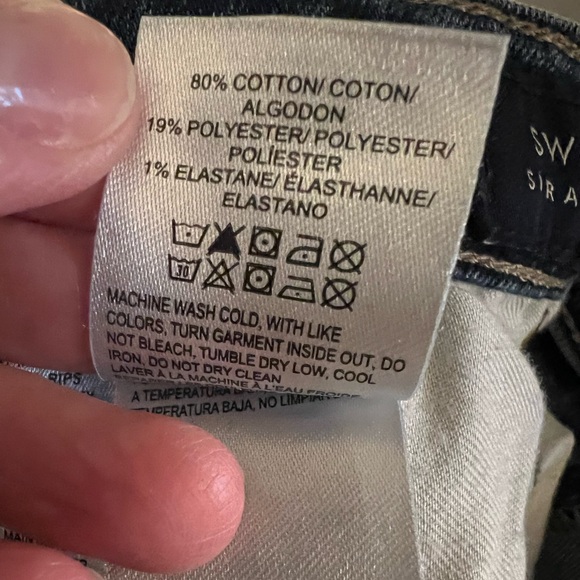 80% COTTON/ COTON/
ALGODON
19% POLYESTER/ POLYESTER/
POLÍESTER
1% ELASTANE/ ÉLASTHANNE/
ELASTANO
30
MACHINE WASH COLD, WITH LIKE
COLORS, TURN GARMENT INSIDE OUT, DO
NOT BLEACH, TUMBLE DRY LOW, COOL
IRON, DO NOT DRY CLEAN
LAVER À LA MACHINE À L'EAU FROIDE
A TEMPERATURA
TEMPERATURA BAJA, NO LIMPIAR
SW
SIR A